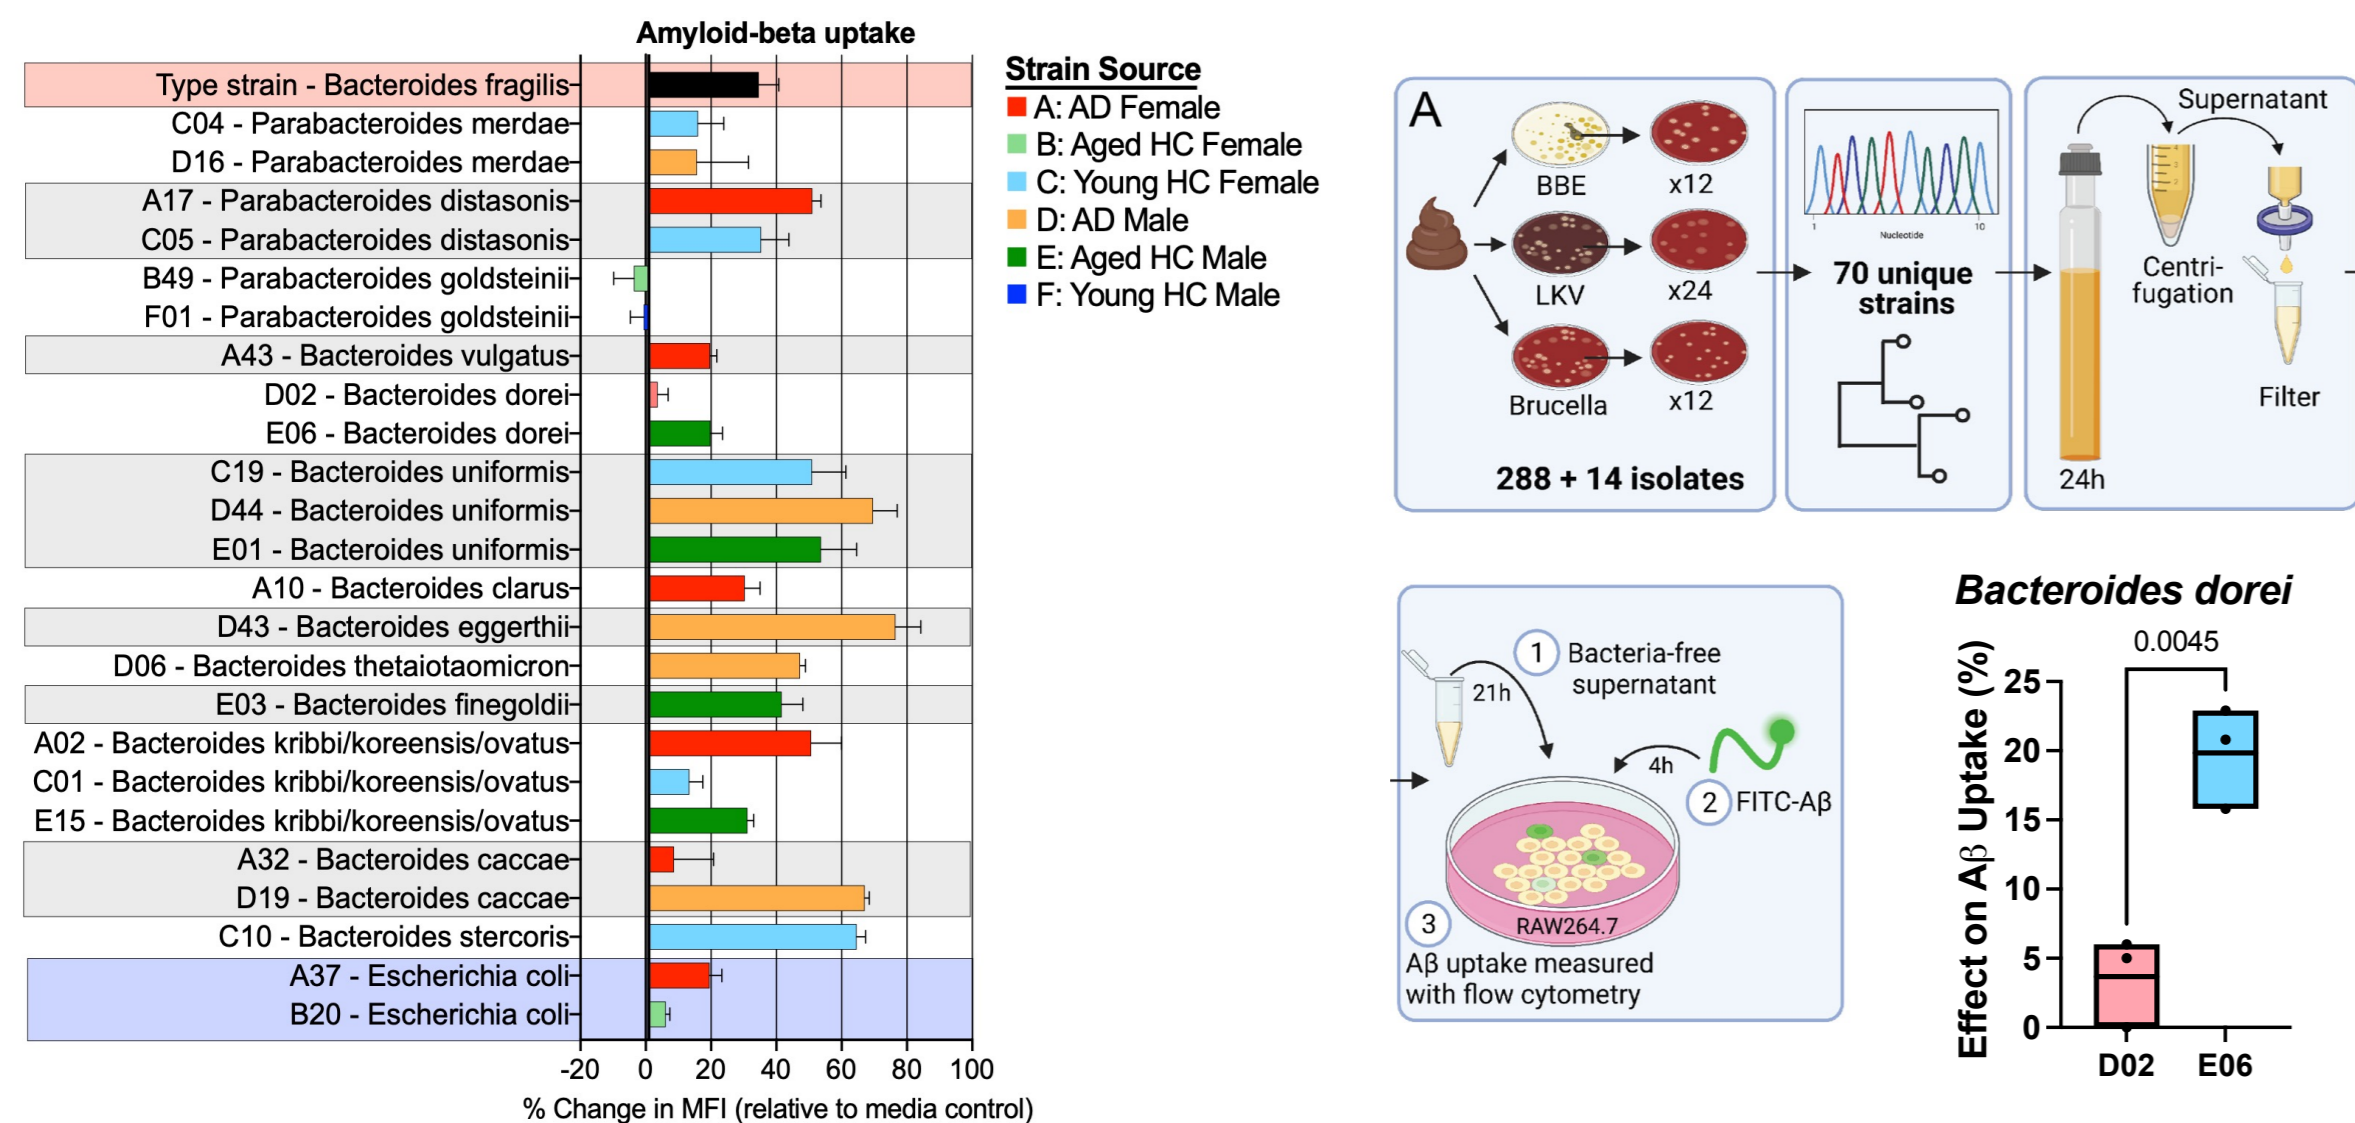 Amyloid-beta uptake
Type strain - Bacteroides fragilis
C04 - Parabacteroides merdae
D16 - Parabacteroides merdae
A17 - Parabacteroides distasonis
C05 - Parabacteroides distasonis
B49 - Parabacteroides goldsteinii
F01 - Parabacteroides goldsteinii
A43 - Bacteroides vulgatus
D02 - Bacteroides dorei
E06 - Bacteroides dorei
C19 - Bacteroides uniformis
D44 - Bacteroides uniformis
E01 - Bacteroides uniformis
A10 - Bacteroides clarus
D43 - Bacteroides eggerthii
D06 - Bacteroides thetaiotaomicron
E03 - Bacteroides finegoldii
A02 - Bacteroides kribbi/koreensis/ovatus
C01 - Bacteroides kribbi/koreensis/ovatus
E15 - Bacteroides kribbi/koreensis/ovatus
A32 - Bacteroides caccae
D19 - Bacteroides caccae
C10 - Bacteroides stercoris
A37 - Escherichia coli
B20 - Escherichia coli
-20 0 20 40 60 80 100
% Change in MFI (relative to media control)
Strain Source
A: AD Female
B: Aged HC Female
C: Young HC Female
D: AD Male
E: Aged HC Male
F: Young HC Male
A
BBE
x12
LKV
x24
Brucella
x12
288 + 14 isolates
1 10
Nucleotide
70 unique
strains
Supernatant
Centri-
fugation
Filter
24h
1
Bacteria-free
supernatant
21h
4h
2
FITC-Aβ
RAW264.7
3
Aβ uptake measured
with flow cytometry
Bacteroides dorei
0.0045
Effect on Aβ Uptake (%)
25
20
15
10
5
0
D02 E06